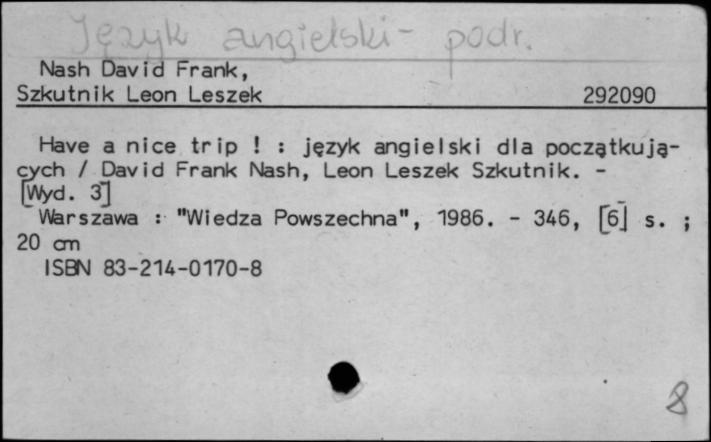 Język angielski - podr.
Nash David Frank,
Szkutnik Leon Leszek 292090
Have a nice trip ! : język angielski dla początkują-
cych / David Frank Nash, Leon Leszek Szkutnik. -
[Wyd. 3]
Warszawa : "Wiedza Powszechna", 1986. - 346, [6] s. ;
20 cm
ISBN 83-214-0170-8
8